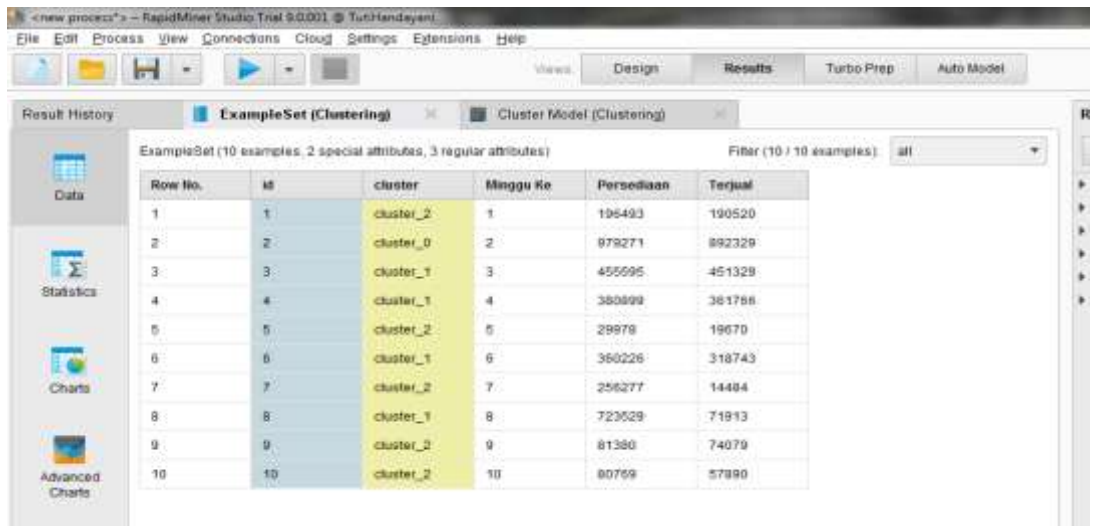 <new process*> – RapidMiner Studio Trial 9.0.001 @ TutiHandayani
File Edit Process View Connections Cloud Settings Extensions Help
Views: Design Results Turbo Prep Auto Model
Result History ExampleSet (Clustering) Cluster Model (Clustering)
ExampleSet (10 examples, 2 special attributes, 3 regular attributes) Filter (10 / 10 examples): all
Data
Statistics
Charts
Advanced Charts
Row No. id cluster Minggu Ke Persediaan Terjual
1 1 cluster_2 1 196493 190520
2 2 cluster_0 2 979271 892329
3 3 cluster_1 3 455595 451329
4 4 cluster_1 4 380899 361766
5 5 cluster_2 5 29978 19670
6 6 cluster_1 6 360226 318743
7 7 cluster_2 7 256277 14484
8 8 cluster_1 8 723529 71913
9 9 cluster_2 9 81380 74079
10 10 cluster_2 10 80769 57890